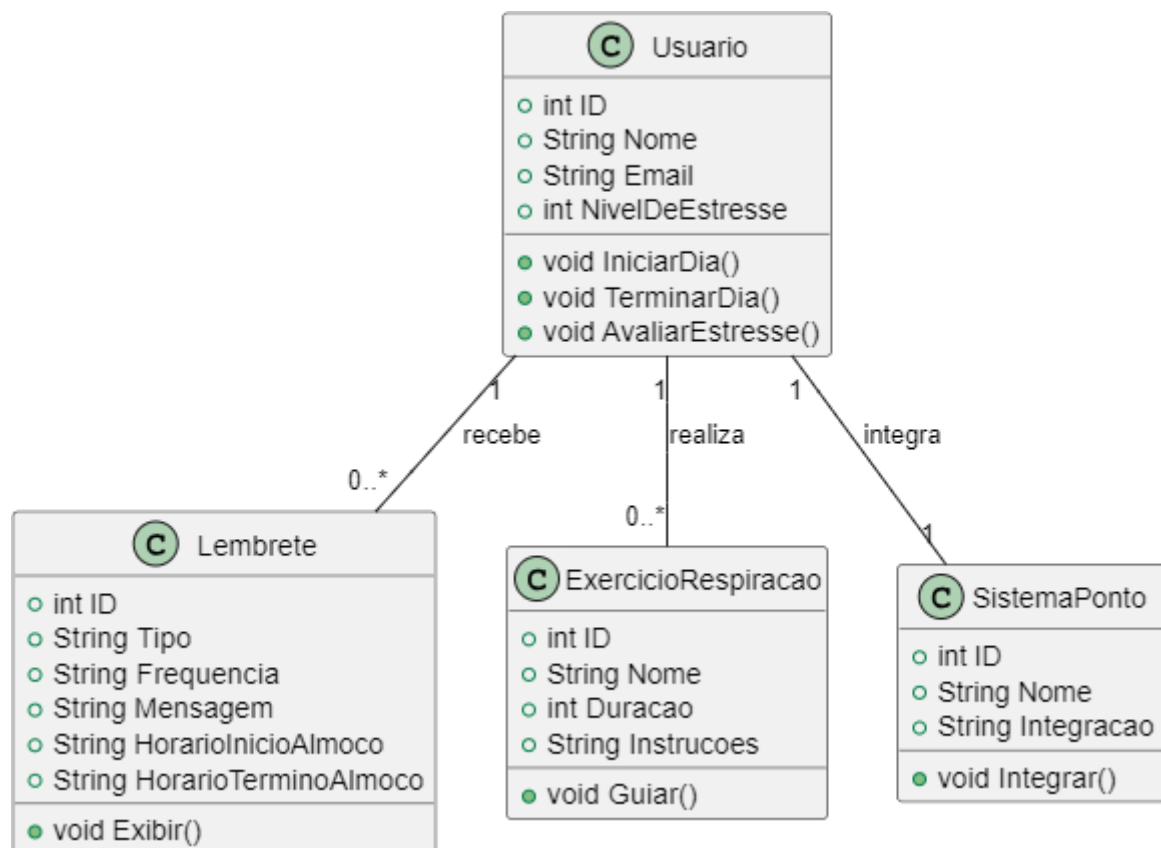 C Usuario
int ID
String Nome
String Email
int NivelDeEstresse
void IniciarDia()
void TerminarDia()
void AvaliarEstresse()
1
1
1
recebe
realiza
integra
0..*
0..*
1
C Lembrete
int ID
String Tipo
String Frequencia
String Mensagem
String HorarioInicioAlmoco
String HorarioTerminoAlmoco
void Exibir()
C ExercicioRespiracao
int ID
String Nome
int Duracao
String Instrucoes
void Guiar()
C SistemaPonto
int ID
String Nome
String Integracao
void Integrar()